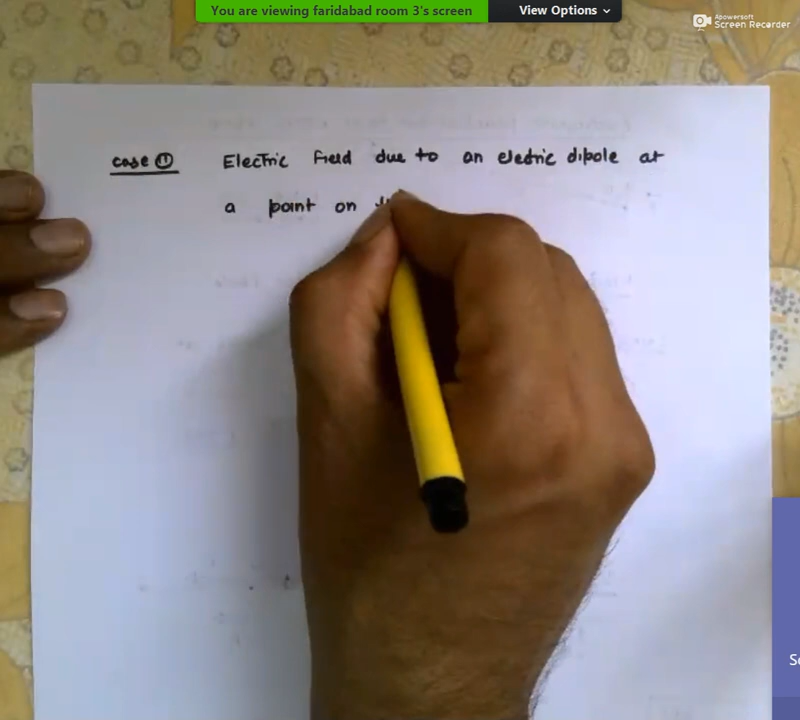 You are viewing faridabad room 3's screen
View Options
Apowersoft
Screen Recorder
case ①
Electric Field due to an electric dipole at
a point on